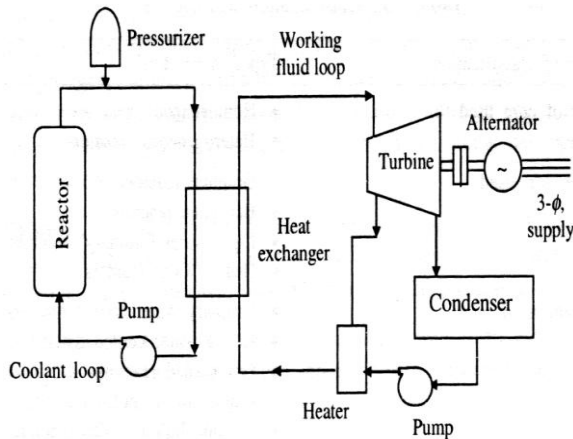 Pressurizer
Working
fluid loop
Alternator
Turbine
~
3-ϕ,
supply
Reactor
Heat
exchanger
Pump
Condenser
Coolant loop
Heater
Pump